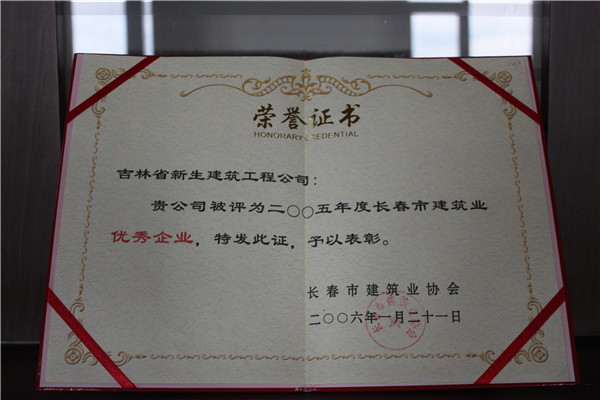 荣誉证书
HONORARY CREDENTIAL
吉林省新生建筑工程公司：
贵公司被评为二〇〇五年度长春市建筑业
优秀企业，特发此证，予以表彰。
长春市建筑业协会
二〇〇六年一月二十一日